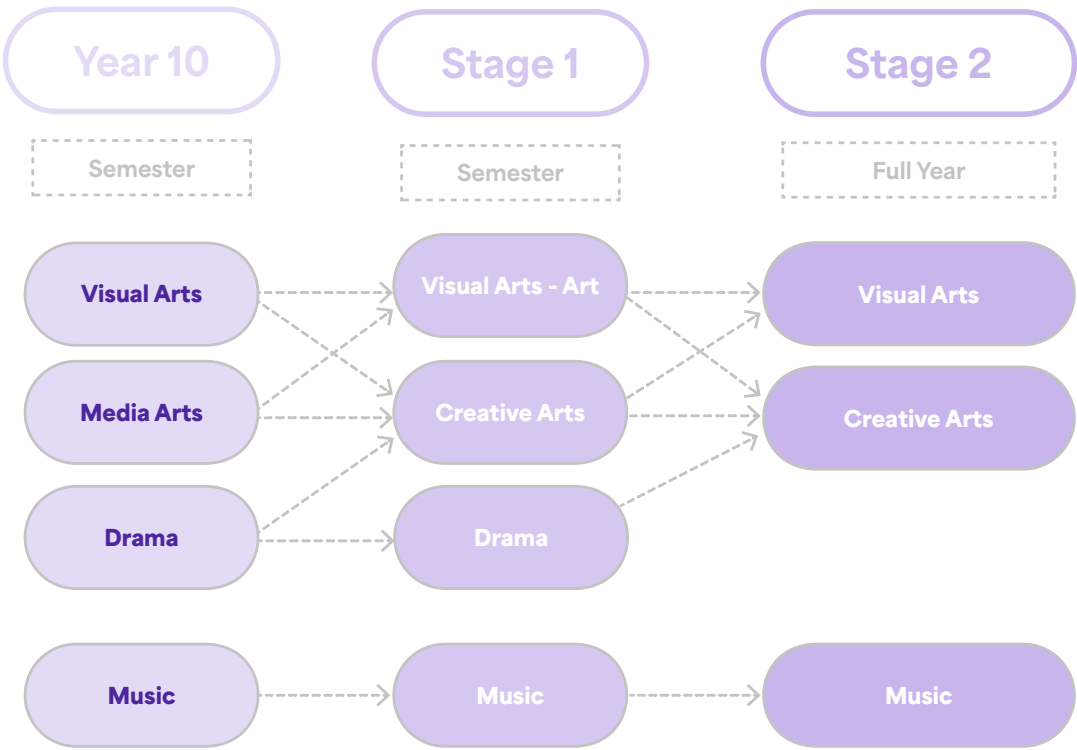 Year 10
Stage 1
Stage 2
Semester
Semester
Full Year
Visual Arts
Visual Arts - Art
Visual Arts
Media Arts
Creative Arts
Creative Arts
Drama
Drama
Music
Music
Music